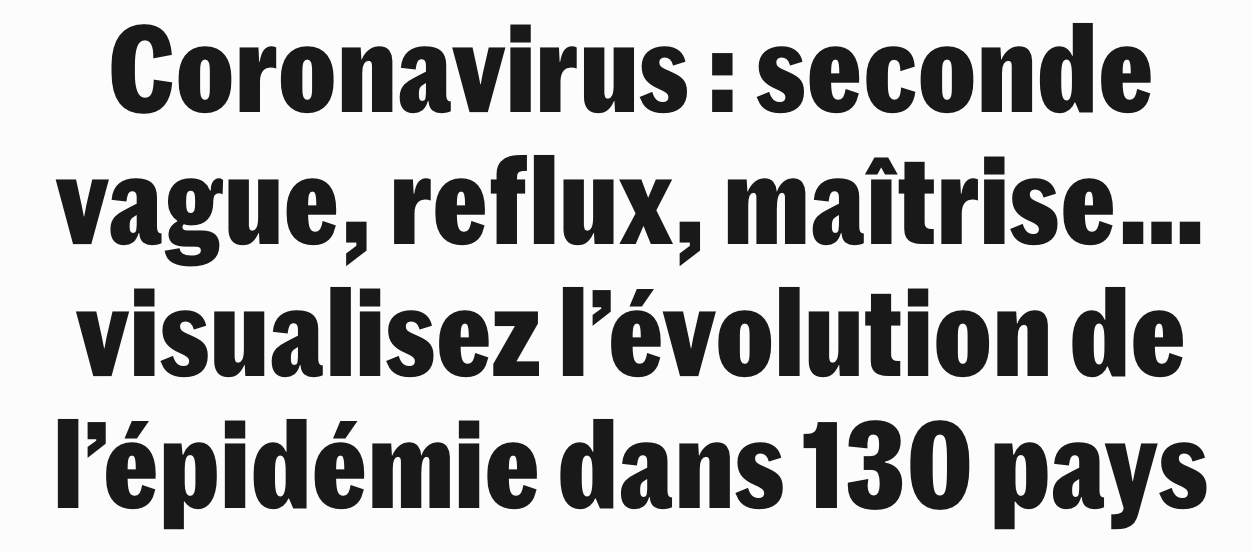 Coronavirus : seconde
vague, reflux, maîtrise…
visualisez l’évolution de
l’épidémie dans 130 pays